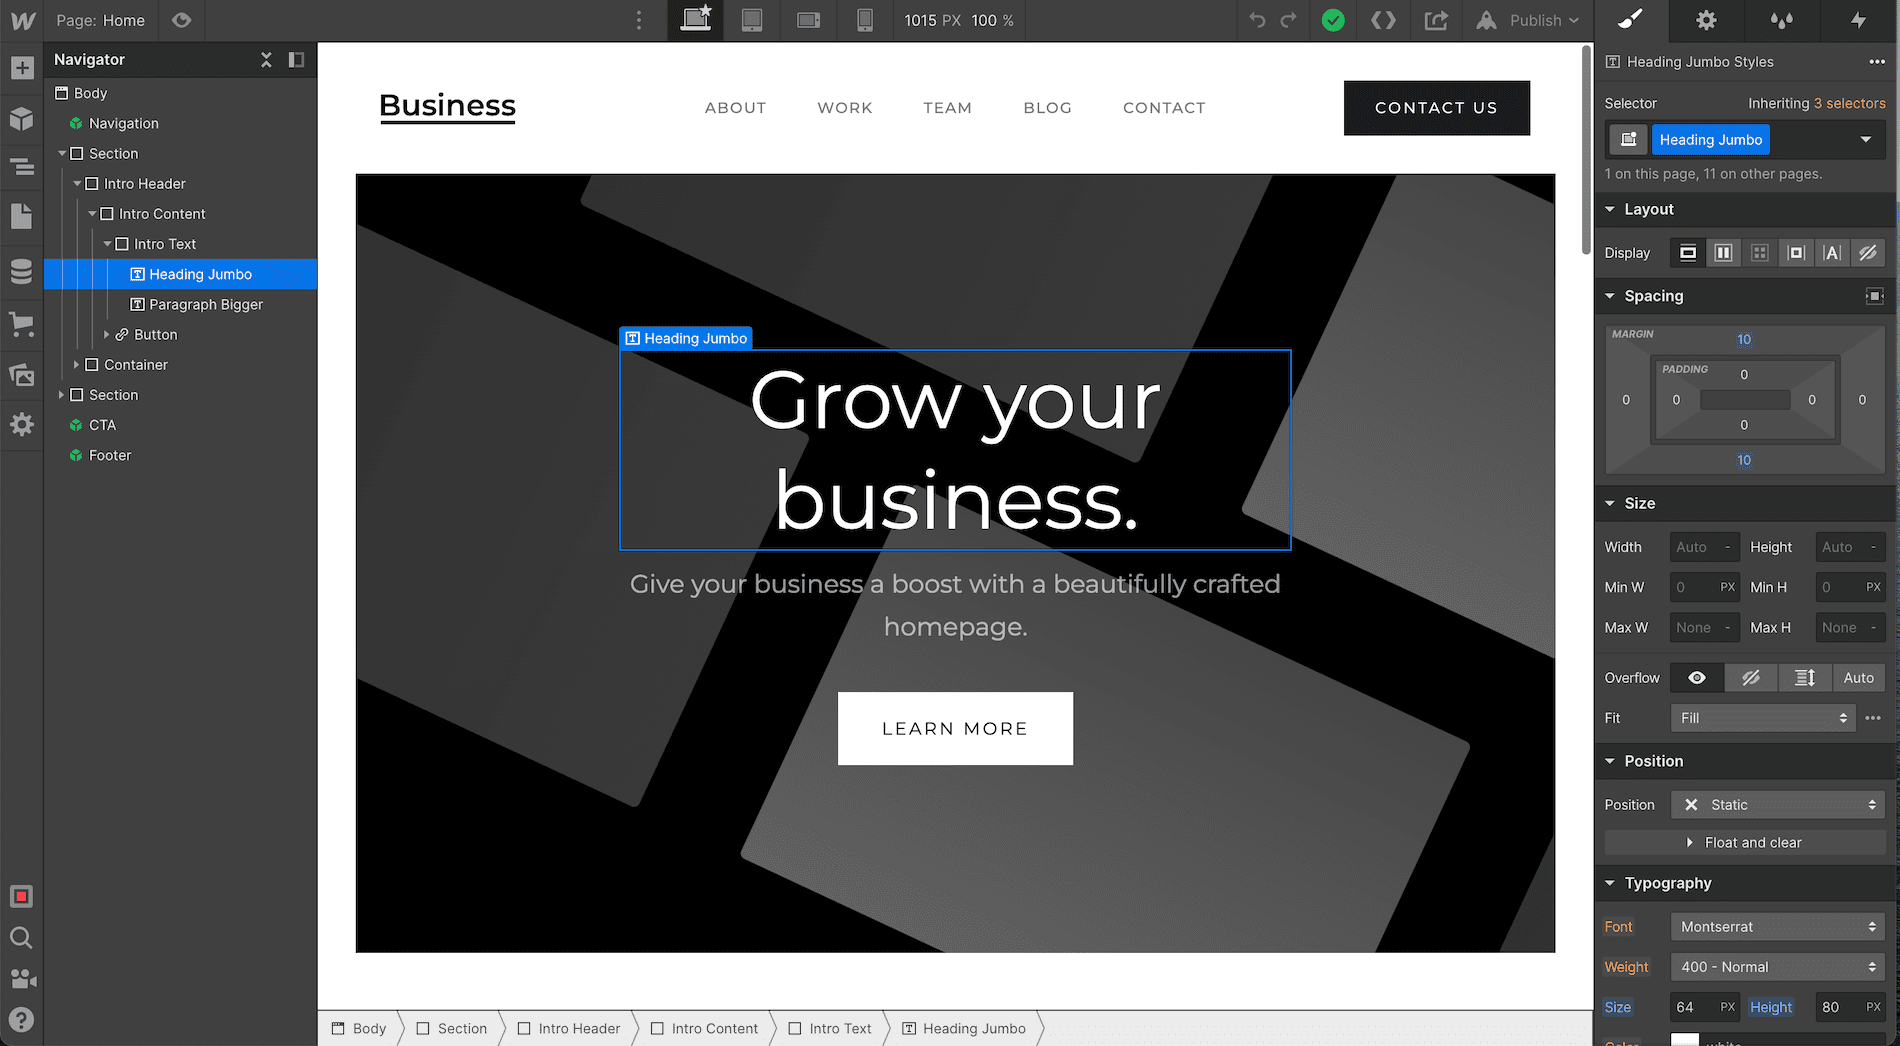 Page: Home
1015 PX 100 %
Publish
Navigator
Body
Navigation
Section
Intro Header
Intro Content
Intro Text
Heading Jumbo
Paragraph Bigger
Button
Container
Section
CTA
Footer
Business
ABOUT
WORK
TEAM
BLOG
CONTACT
CONTACT US
Heading Jumbo
Grow your
business.
Give your business a boost with a beautifully crafted
homepage.
LEARN MORE
Body
Section
Intro Header
Intro Content
Intro Text
Heading Jumbo
Heading Jumbo Styles
Selector
Inheriting 3 selectors
Heading Jumbo
1 on this page, 11 on other pages.
Layout
Display
Spacing
MARGIN
10
PADDING
0
0
0
0
0
0
10
Size
Width Auto - Height Auto -
Min W 0 PX Min H 0 PX
Max W None - Max H None -
Overflow Auto
Fit Fill
Position
Position Static
Float and clear
Typography
Font Montserrat
Weight 400 - Normal
Size 64 PX Height 80 PX
Color white